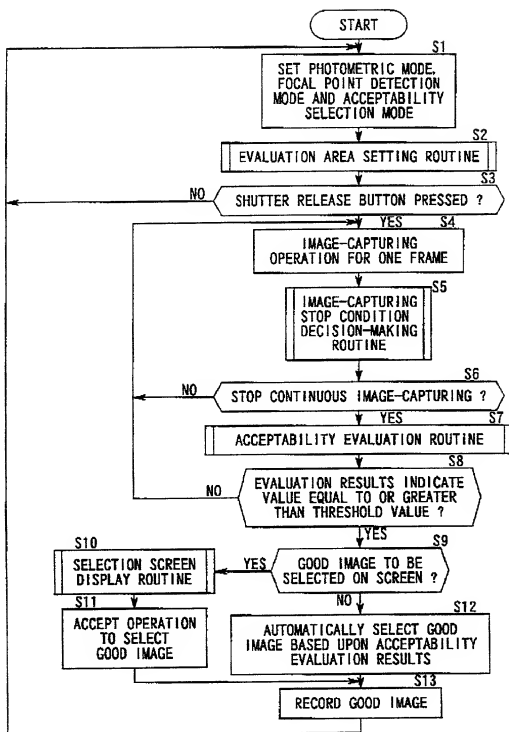 START
S1
SET PHOTOMETRIC MODE,
FOCAL POINT DETECTION
MODE AND ACCEPTABILITY
SELECTION MODE
S2
EVALUATION AREA SETTING ROUTINE
S3
NO
SHUTTER RELEASE BUTTON PRESSED ?
YES
S4
IMAGE-CAPTURING
OPERATION FOR ONE FRAME
S5
IMAGE-CAPTURING
STOP CONDITION
DECISION-MAKING
ROUTINE
S6
NO
STOP CONTINUOUS IMAGE-CAPTURING ?
YES
S7
ACCEPTABILITY EVALUATION ROUTINE
S8
EVALUATION RESULTS INDICATE
NO
VALUE EQUAL TO OR GREATER
THAN THRESHOLD VALUE ?
YES
S9
S10
YES
GOOD IMAGE TO BE
SELECTED ON SCREEN ?
SELECTION SCREEN
DISPLAY ROUTINE
S11
NO
S12
ACCEPT OPERATION
TO SELECT
GOOD IMAGE
AUTOMATICALLY SELECT GOOD
IMAGE BASED UPON ACCEPTABILITY
EVALUATION RESULTS
S13
RECORD GOOD IMAGE